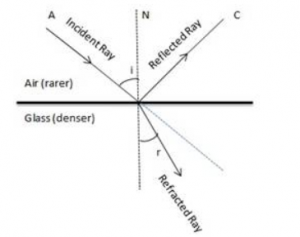 A
N
C
Incident Ray
Reflected Ray
i
Air (rarer)
Glass (denser)
r
Refracted Ray